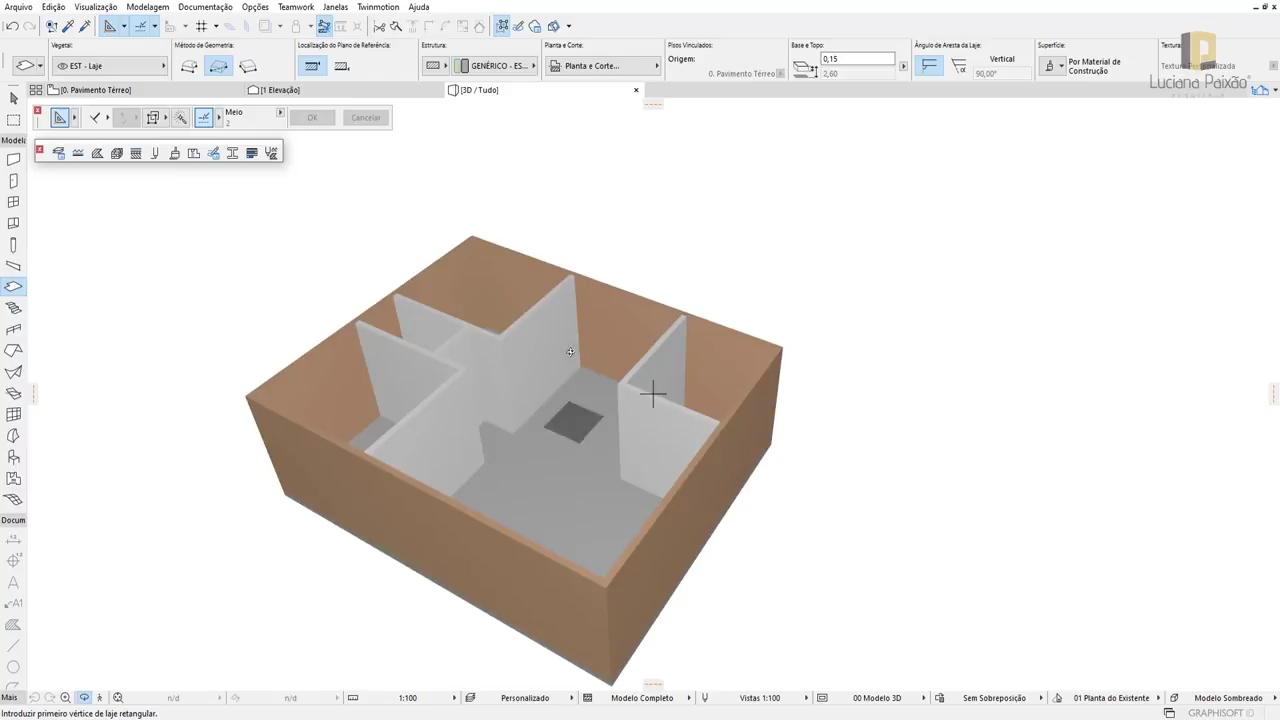 Arquivo Edição Visualização Modelagem Documentação Opções Teamwork Janelas Twinmotion Ajuda
Vegetal: Método de Geometria: Localização do Plano de Referência: Estrutura: Planta e Corte: Pisos Vinculados: Base e Topo: Ângulo de Aresta da Laje: Superfície: Textura:
EST - Laje GENÉRICO - ES... Planta e Corte... Origem: 0,15 Vertical Por Material de Construção Textura Personalizada
0. Pavimento Térreo 2,60 90,00°
Luciana Paixão
[0. Pavimento Térreo] [1 Elevação] [3D / Tudo]
Meio
2
OK Cancelar
Modela
Docum
A
A1
Mais n/d n/d 1:100 Personalizado Modelo Completo Vistas 1:100 00 Modelo 3D Sem Sobreposição 01 Planta do Existente Modelo Sombreado
Introduzir primeiro vértice de laje retangular. GRAPHISOFT